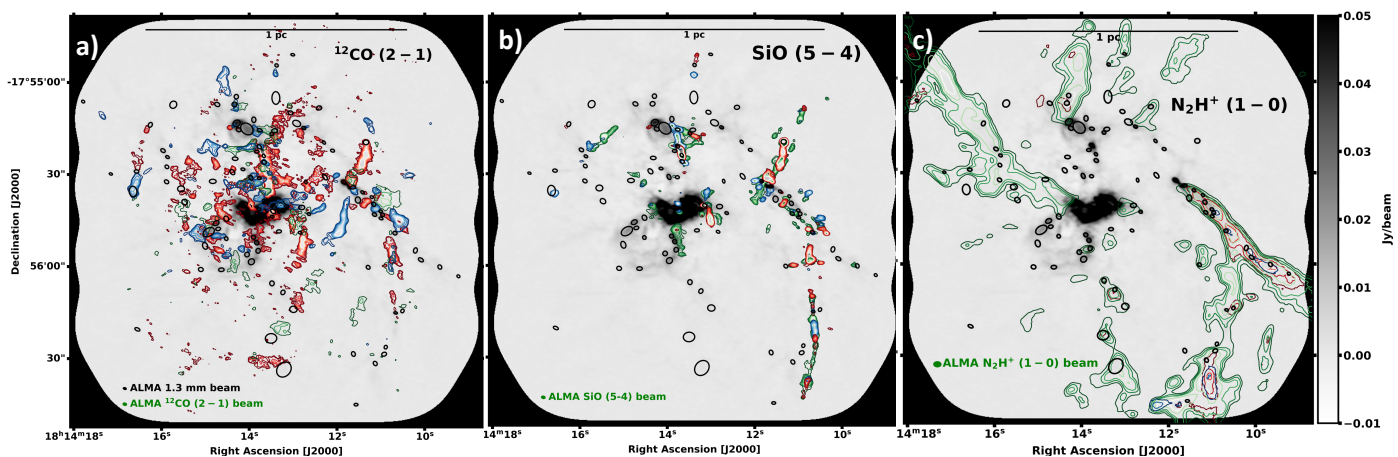 a)
1 pc
¹²CO (2 − 1)
-17°55'00"
30"
56'00"
30"
Declination [J2000]
ALMA 1.3 mm beam
ALMA ¹²CO (2 − 1) beam
18ʰ14ᵐ18ˢ
16ˢ
14ˢ
12ˢ
10ˢ
Right Ascension [J2000]
b)
1 pc
SiO (5 − 4)
ALMA SiO (5-4) beam
18ʰ14ᵐ18ˢ
16ˢ
14ˢ
12ˢ
10ˢ
Right Ascension [J2000]
c)
1 pc
N₂H⁺ (1 − 0)
ALMA N₂H⁺ (1 − 0) beam
14ᵐ18ˢ
16ˢ
14ˢ
12ˢ
10ˢ
Right Ascension [J2000]
0.05
0.04
0.03
0.02
0.01
0.00
−0.01
Jy/beam